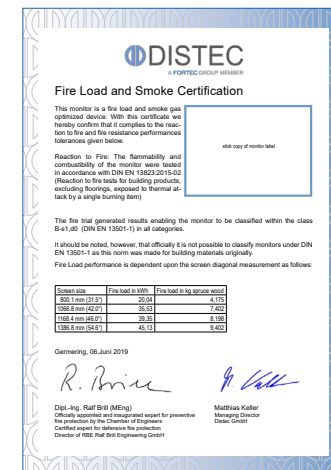 DISTEC
A FORTEC GROUP MEMBER
Fire Load and Smoke Certification
This monitor is a fire load and smoke gas
optimized device. With this certificate we
hereby confirm that it complies to the reac-
tion to fire and fire resistance performances
tolerances given below.
stick copy of monitor label
Reaction to Fire: The flammability and
combustibility of the monitor were tested
in accordance with DIN EN 13823:2015-02
(Reaction to fire tests for building products,
excluding floorings, exposed to thermal at-
tack by a single burning item)
The fire trial generated results enabling the monitor to be classified within the class
B-s1,d0 (DIN EN 13501-1) in all categories.
It should be noted, however, that officially it is not possible to classify monitors under DIN
EN 13501-1 as this norm was made for building materials originally.
Fire Load performance is dependent upon the screen diagonal measurement as follows:
Screen size Fire load in kWh Fire load in kg spruce wood
800.1 mm (31.5") 20,04 4,175
1066.8 mm (42.0") 35,53 7,402
1168.4 mm (46.0") 39,35 8,198
1386.8 mm (54.6") 45,13 9,402
Germering, 06.Juni 2019
R. Brill
Dipl.-Ing. Ralf Brill (MEng)
Officially appointed and inaugurated expert for preventive
fire protection by the Chamber of Engineers
Certified expert for defensive fire protection
Director of RBE Ralf Brill Engineering GmbH
Matthias Keller
Managing Director
Distec GmbH